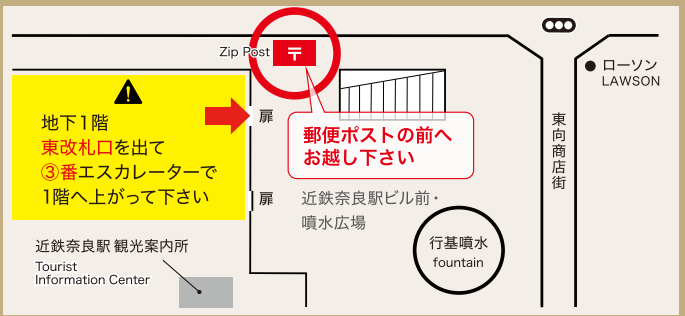 Zip Post
〒
地下1階
東改札口を出て
③番エスカレーターで
1階へ上がって下さい
扉
扉
郵便ポストの前へ
お越し下さい
近鉄奈良駅ビル前・
噴水広場
行基噴水
fountain
近鉄奈良駅 観光案内所
Tourist
Information Center
東向商店街
ローソン
LAWSON